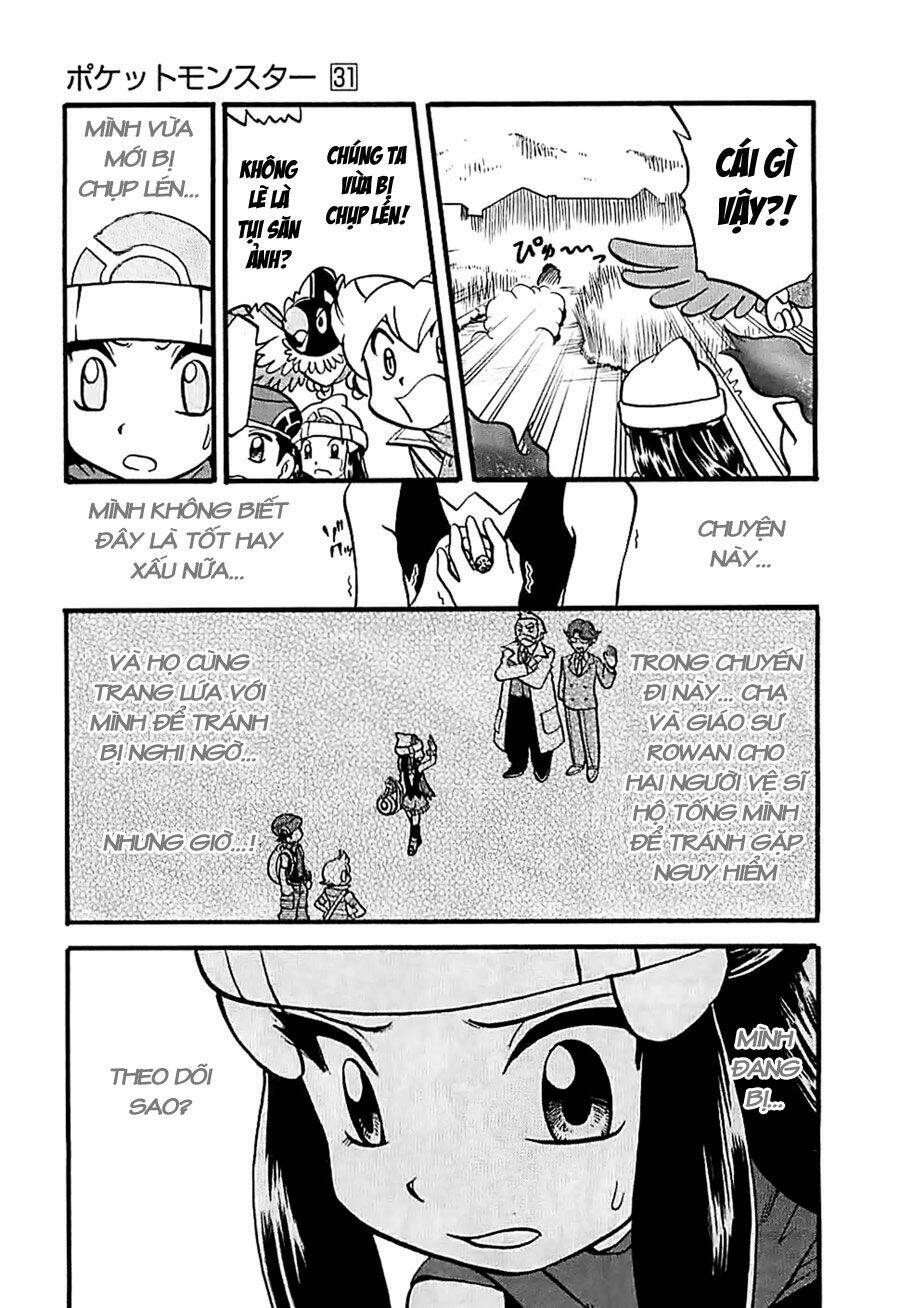 ポケットモンスター 31
CÁI GÌ
VẬY?!
ぴゅ〜っ
CHÚNG TA
VỪA BỊ
CHỤP LÉN!
KHÔNG
LẼ LÀ
TỤI SĂN
ẢNH?
MÌNH VỪA
MỚI BỊ
CHỤP LÉN...
CHUYỆN
NÀY...
MÌNH KHÔNG BIẾT
ĐÂY LÀ TỐT HAY
XẤU NỮA...
TRONG CHUYẾN
ĐI NÀY... CHA
VÀ GIÁO SƯ
ROWAN CHO
HAI NGƯỜI VỆ SĨ
HỘ TỐNG MÌNH
ĐỂ TRÁNH GẶP
NGUY HIỂM
VÀ HỌ CÙNG
TRANG LỨA VỚI
MÌNH ĐỂ TRÁNH
BỊ NGHI NGỜ...
NHƯNG GIỜ...!
MÌNH
ĐANG
BỊ...
THEO DÕI
SAO?